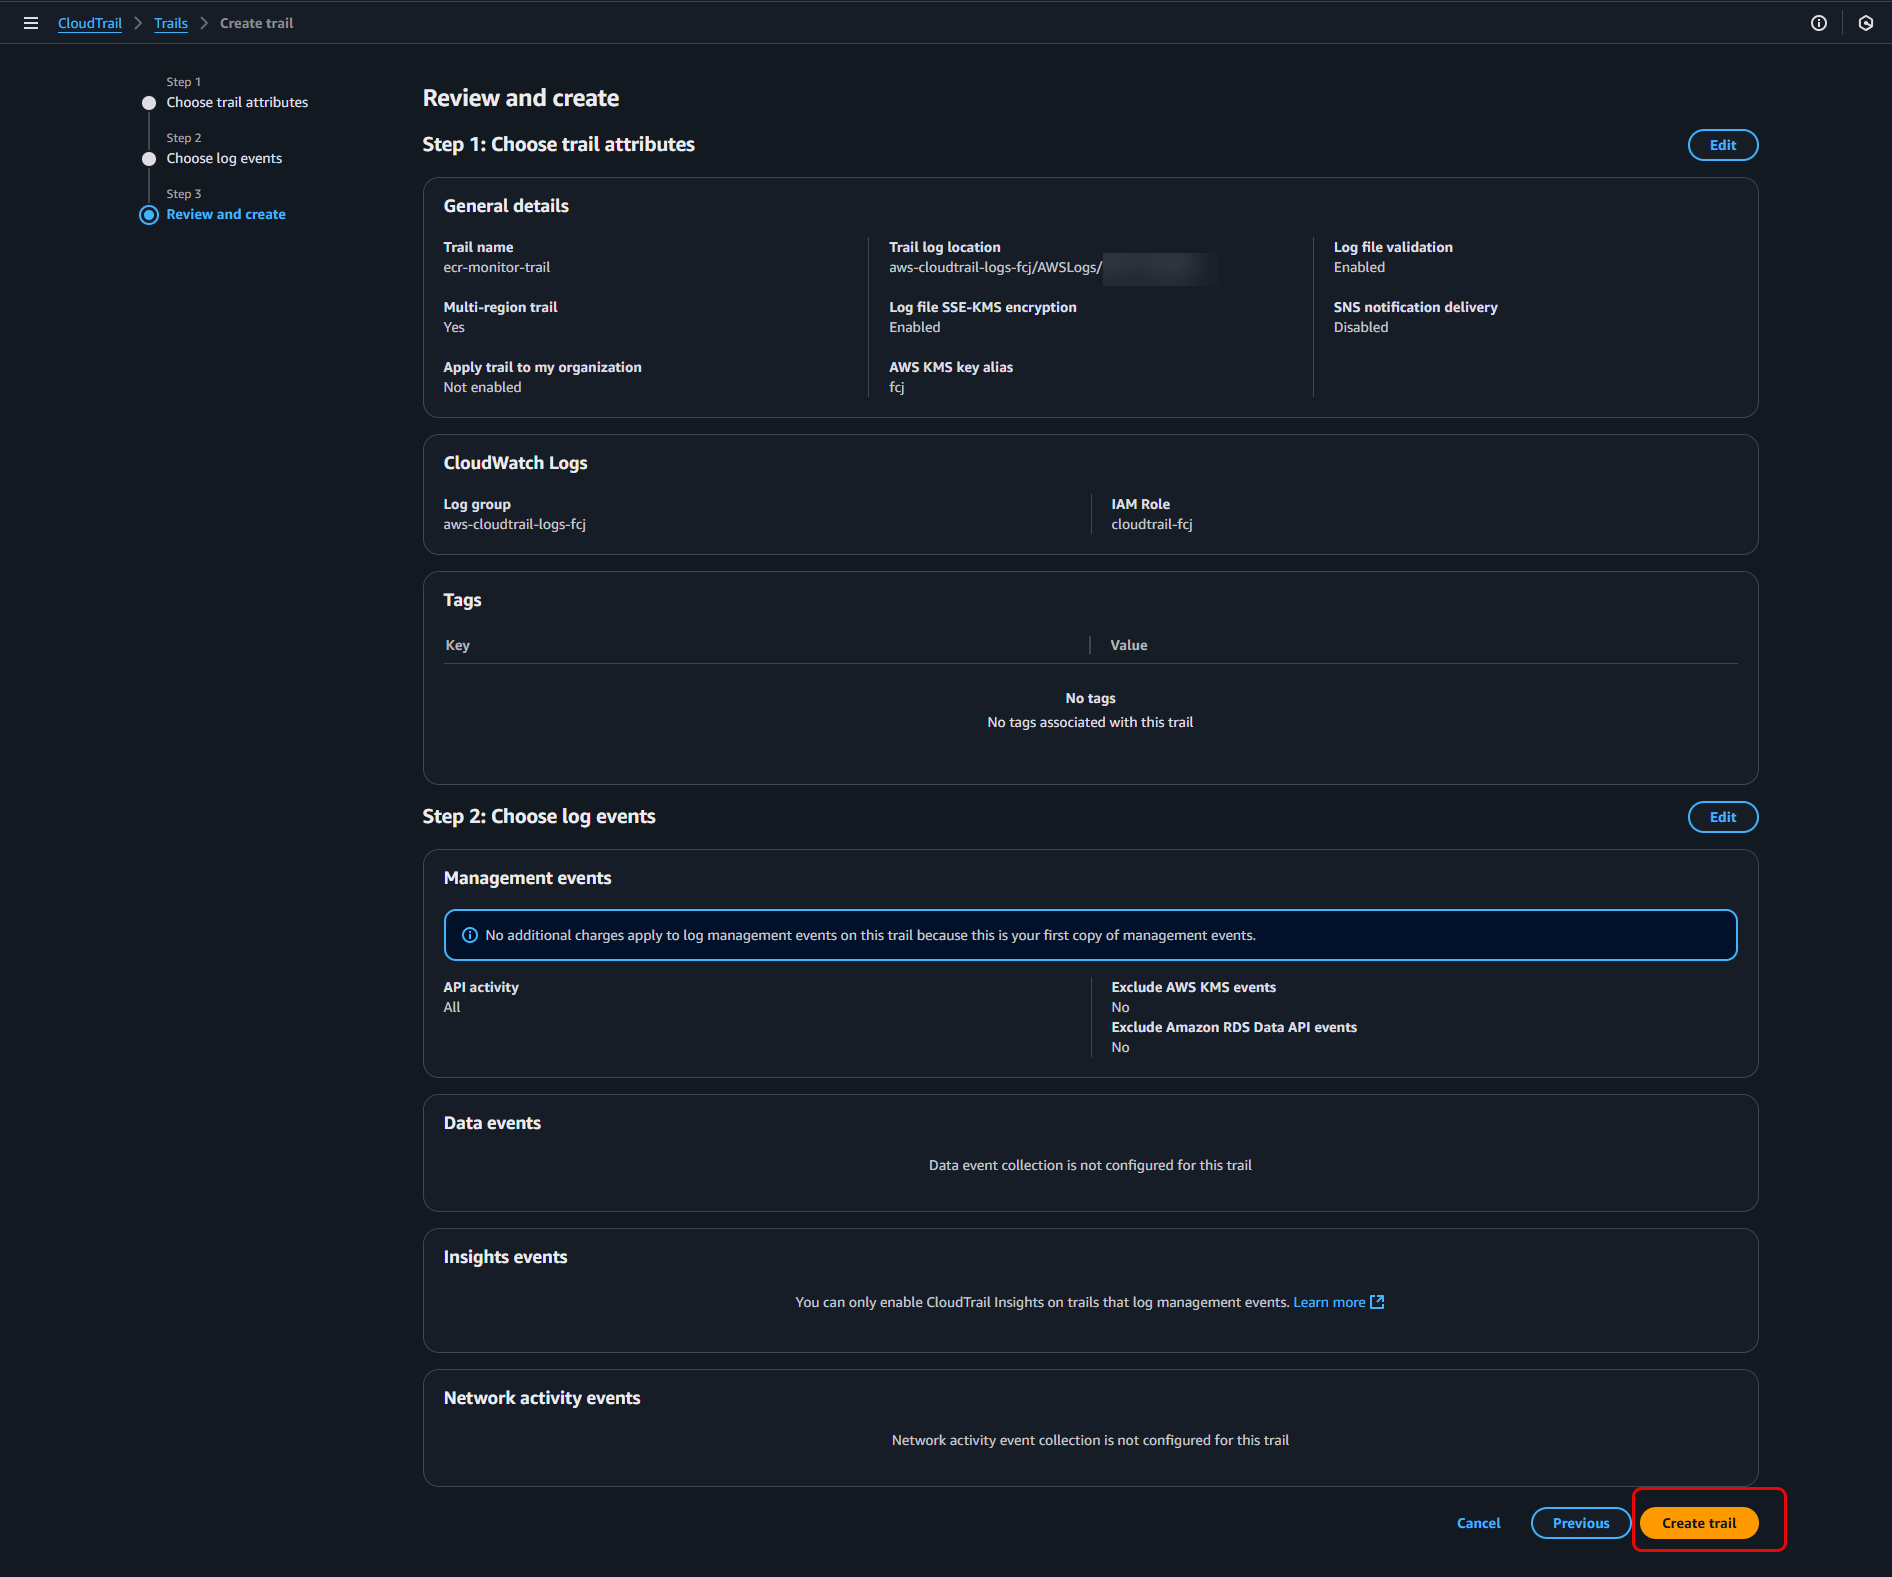 CloudTrail
Trails
Create trail
Step 1
Choose trail attributes
Step 2
Choose log events
Step 3
Review and create
Review and create
Step 1: Choose trail attributes
Edit
General details
Trail name
ecr-monitor-trail
Multi-region trail
Yes
Apply trail to my organization
Not enabled
Trail log location
aws-cloudtrail-logs-fcj/AWSLogs/
Log file SSE-KMS encryption
Enabled
AWS KMS key alias
fcj
Log file validation
Enabled
SNS notification delivery
Disabled
CloudWatch Logs
Log group
aws-cloudtrail-logs-fcj
IAM Role
cloudtrail-fcj
Tags
Key
Value
No tags
No tags associated with this trail
Step 2: Choose log events
Edit
Management events
No additional charges apply to log management events on this trail because this is your first copy of management events.
API activity
All
Exclude AWS KMS events
No
Exclude Amazon RDS Data API events
No
Data events
Data event collection is not configured for this trail
Insights events
You can only enable CloudTrail Insights on trails that log management events. Learn more
Network activity events
Network activity event collection is not configured for this trail
Cancel
Previous
Create trail